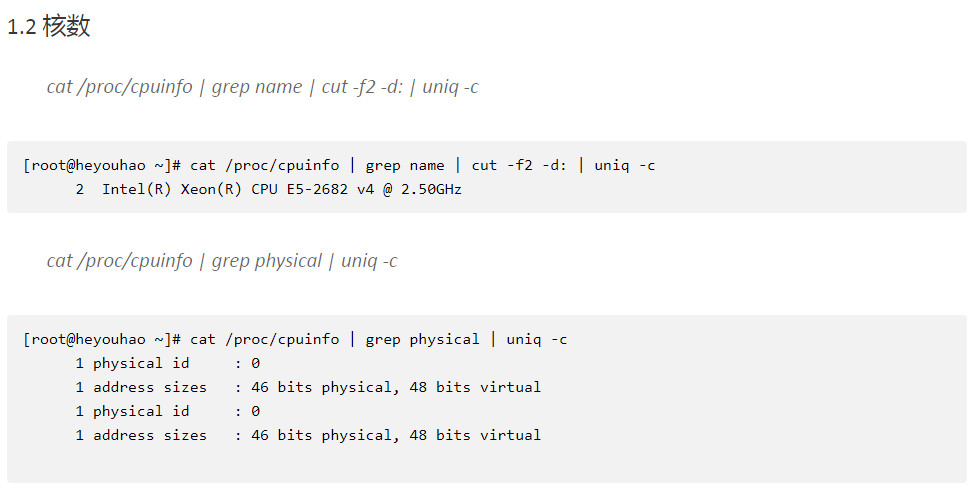 1.2 核数
cat /proc/cpuinfo | grep name | cut -f2 -d: | uniq -c
[root@heyouhao ~]# cat /proc/cpuinfo | grep name | cut -f2 -d: | uniq -c
      2  Intel(R) Xeon(R) CPU E5-2682 v4 @ 2.50GHz
cat /proc/cpuinfo | grep physical | uniq -c
[root@heyouhao ~]# cat /proc/cpuinfo | grep physical | uniq -c
      1 physical id     : 0
      1 address sizes   : 46 bits physical, 48 bits virtual
      1 physical id     : 0
      1 address sizes   : 46 bits physical, 48 bits virtual